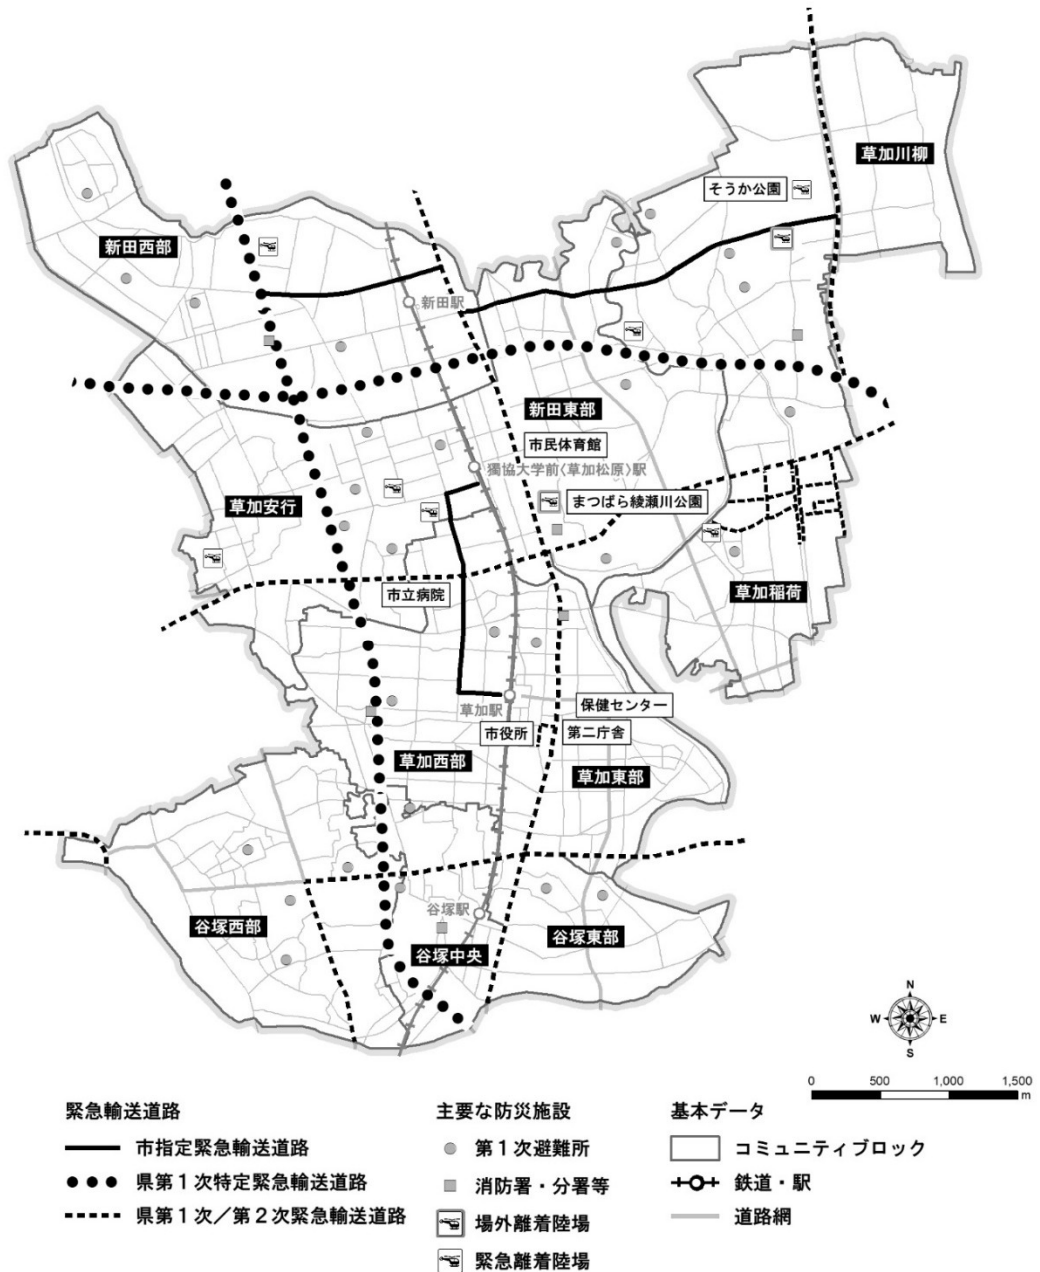 草加川柳
そうか公園
新田西部
新田駅
新田東部
市民体育館
獨協大学前〈草加松原〉駅
まつばら綾瀬川公園
草加安行
市立病院
草加稲荷
保健センター
草加駅
市役所
第二庁舎
草加西部
草加東部
谷塚駅
谷塚西部
谷塚東部
谷塚中央
N
W
E
S
0 500 1,000 1,500
m
緊急輸送道路
市指定緊急輸送道路
県第1次特定緊急輸送道路
県第1次/第2次緊急輸送道路
主要な防災施設
第1次避難所
消防署・分署等
場外離着陸場
緊急離着陸場
基本データ
コミュニティブロック
鉄道・駅
道路網